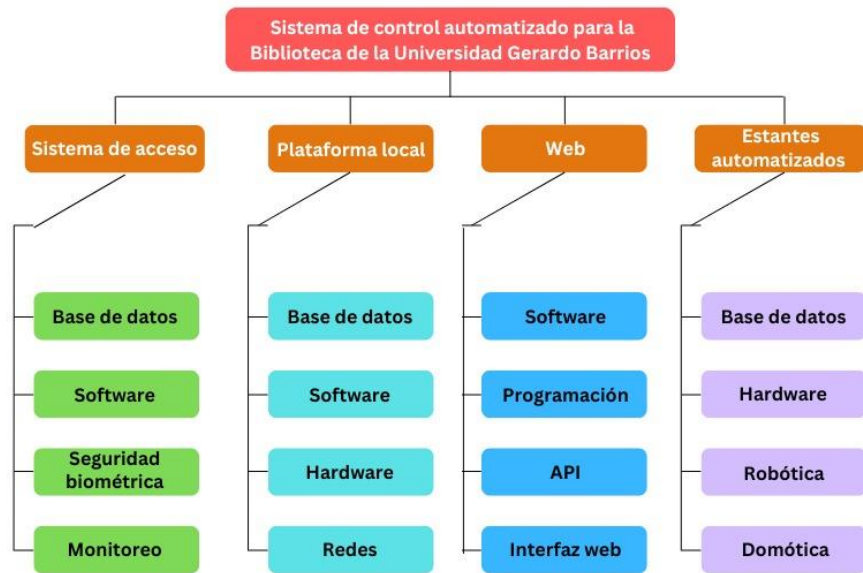 Sistema de control automatizado para la
Biblioteca de la Universidad Gerardo Barrios
Sistema de acceso
Plataforma local
Web
Estantes
automatizados
Base de datos
Software
Seguridad
biométrica
Monitoreo
Base de datos
Software
Hardware
Redes
Software
Programación
API
Interfaz web
Base de datos
Hardware
Robótica
Domótica